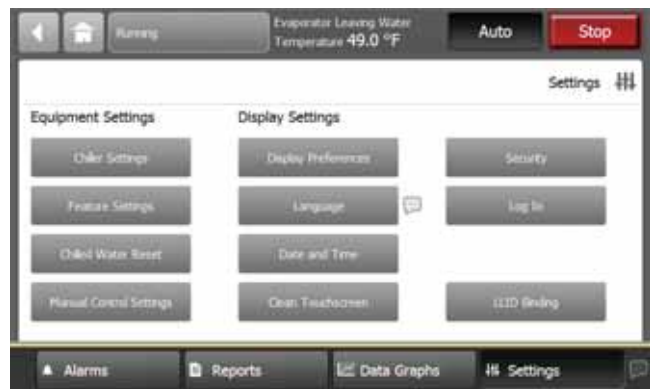 Running
Evaporator Leaving Water
Temperature 49.0 °F
Auto
Stop
Settings
Equipment Settings
Display Settings
Chiller Settings
Display Preferences
Security
Feature Settings
Language
Log In
Chilled Water Reset
Date and Time
Manual Control Settings
Clean Touchscreen
LLID Binding
Alarms
Reports
Data Graphs
Settings